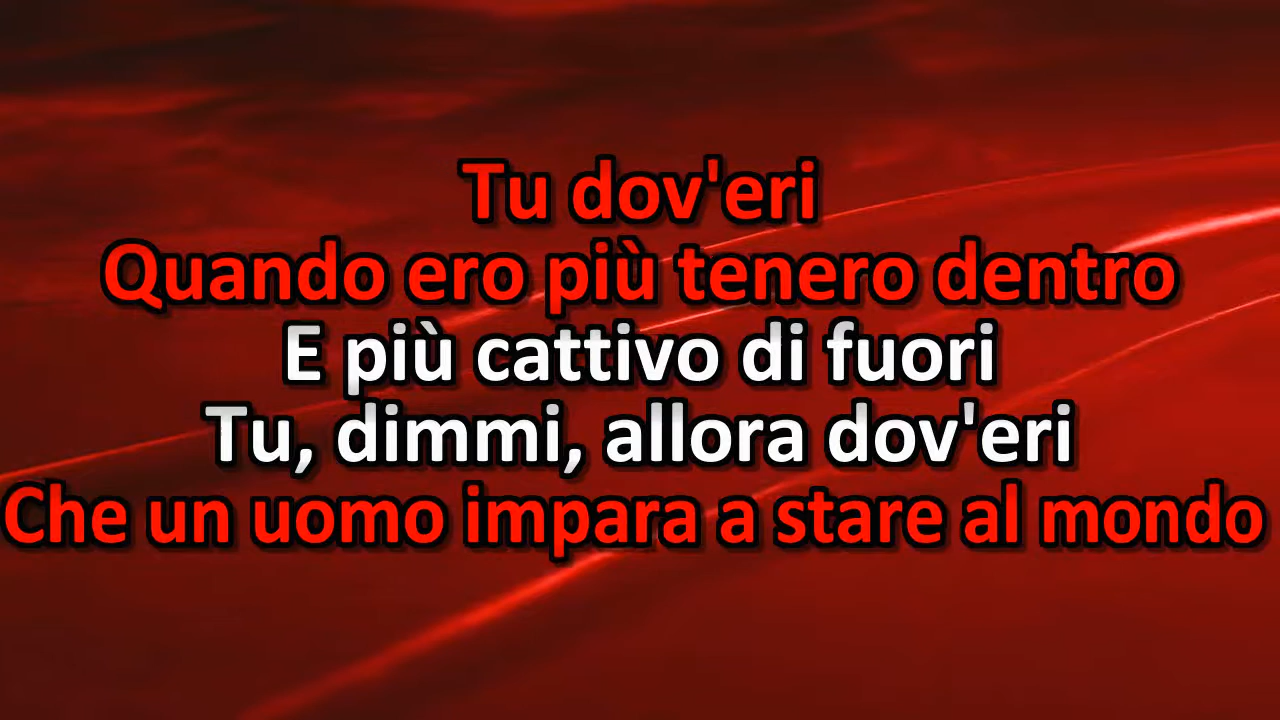 Tu dov'eri
Quando ero più tenero dentro
E più cattivo di fuori
Tu, dimmi, allora dov'eri
Che un uomo impara a stare al mondo